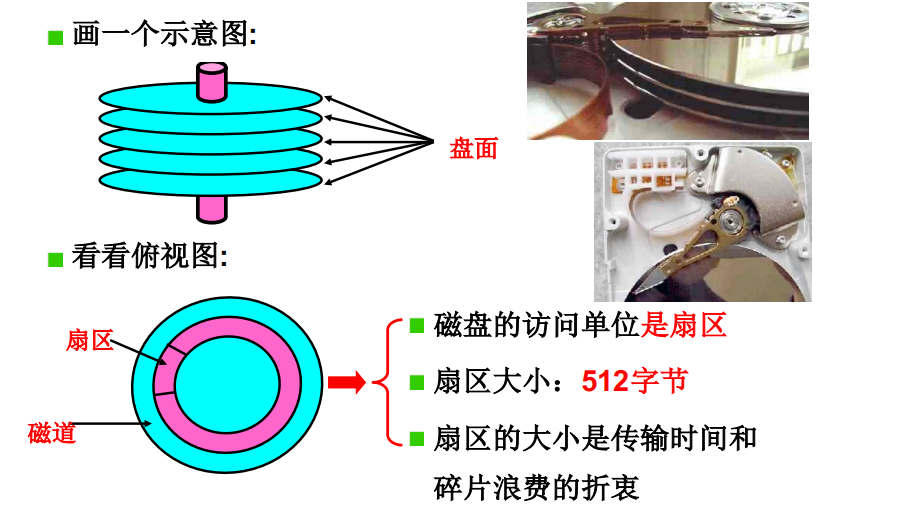 画一个示意图:
盘面
看看俯视图:
扇区
磁道
磁盘的访问单位是扇区
扇区大小：512字节
扇区的大小是传输时间和
碎片浪费的折衷